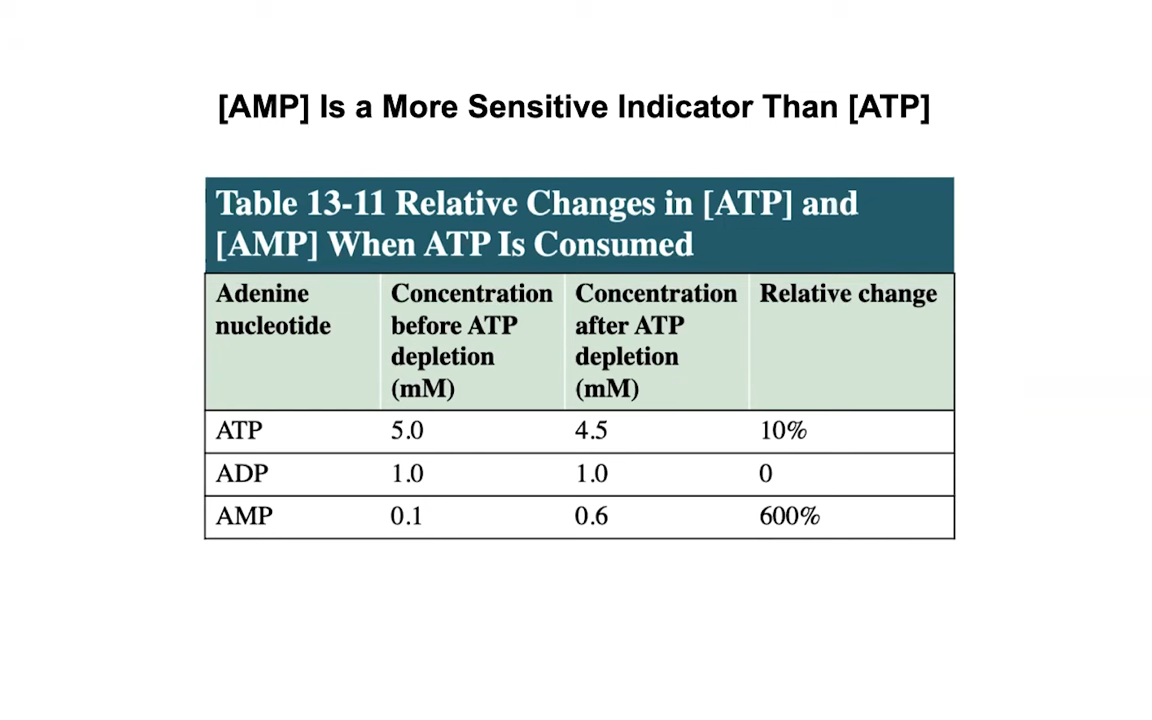 [AMP] Is a More Sensitive Indicator Than [ATP]
Table 13-11 Relative Changes in [ATP] and
[AMP] When ATP Is Consumed
Adenine
nucleotide
Concentration
before ATP
depletion
(mM)
Concentration
after ATP
depletion
(mM)
Relative change
ATP 5.0 4.5 10%
ADP 1.0 1.0 0
AMP 0.1 0.6 600%